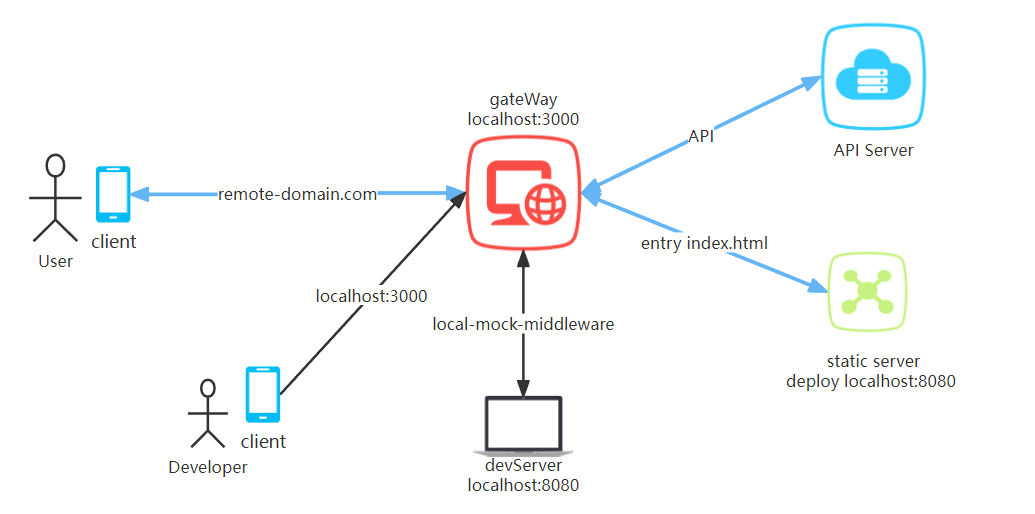 gateWay
localhost:3000
API
API Server
remote-domain.com
client
User
entry index.html
localhost:3000
local-mock-middleware
static server
deploy localhost:8080
client
Developer
devServer
localhost:8080